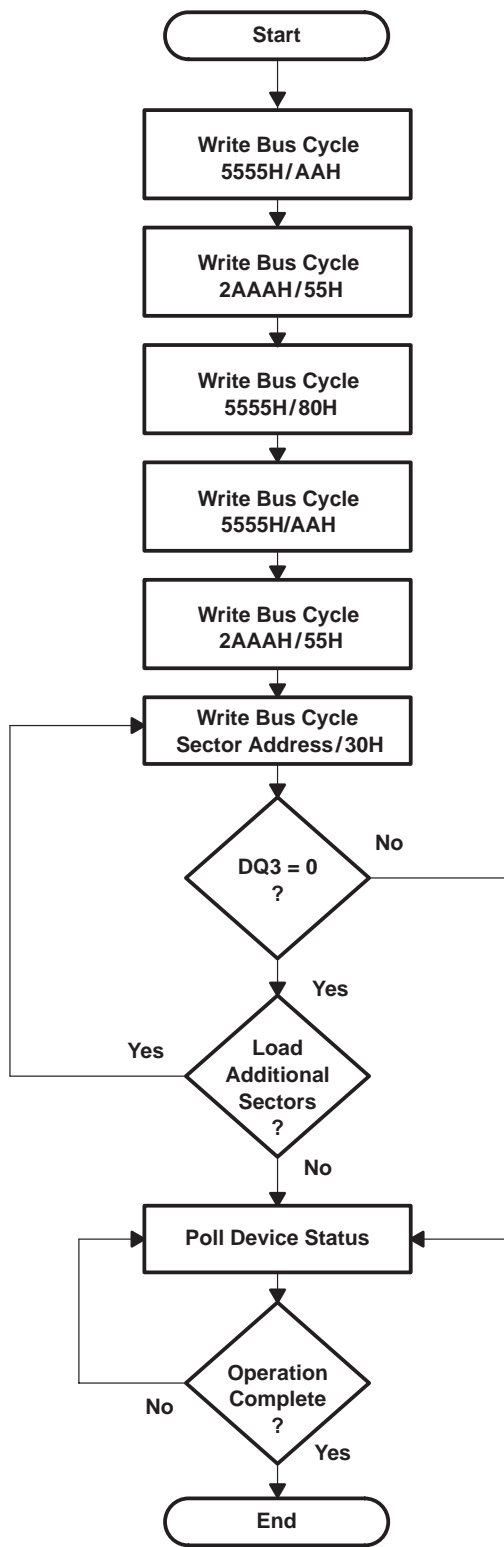 Start
Write Bus Cycle
5555H/AAH
Write Bus Cycle
2AAAH/55H
Write Bus Cycle
5555H/80H
Write Bus Cycle
5555H/AAH
Write Bus Cycle
2AAAH/55H
Write Bus Cycle
Sector Address/30H
DQ3 = 0
?
No
Yes
Load
Additional
Sectors
?
Yes
No
Poll Device Status
Operation
Complete
?
No
Yes
End